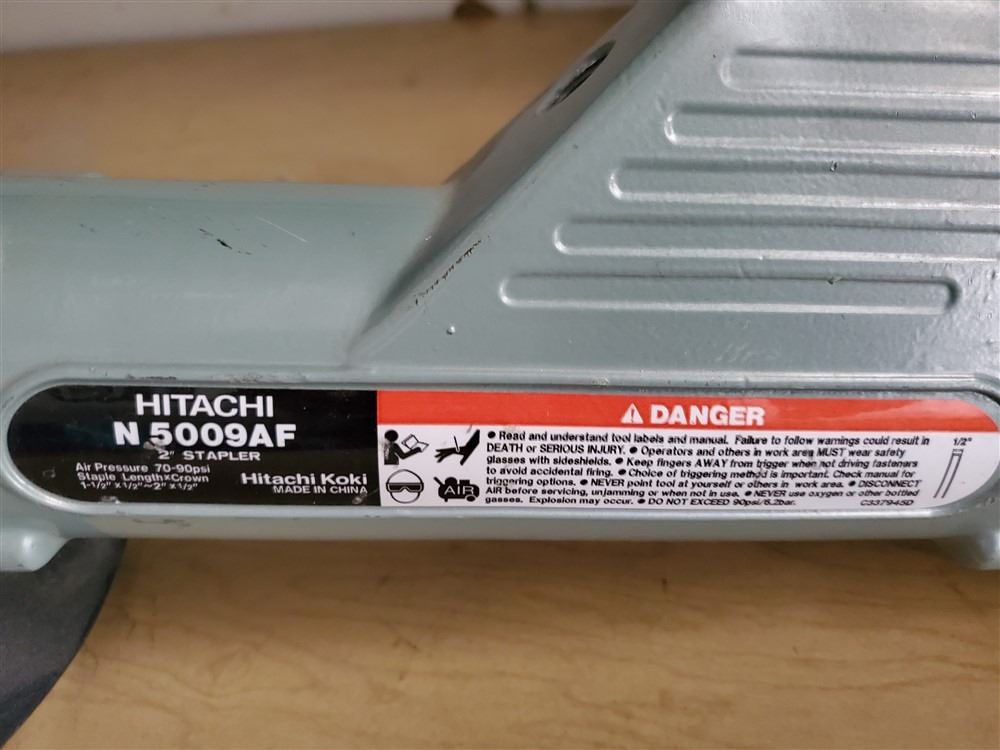 HITACHI
N 5009AF
2" STAPLER
Air Pressure 70-90psi
Staple Length×Crown
1-1/2" x 1/2"~2" x 1/2"
Hitachi Koki
MADE IN CHINA
⚠ DANGER
● Read and understand tool labels and manual. Failure to follow warnings could result in
DEATH or SERIOUS INJURY. ● Operators and others in work area MUST wear safety
glasses with sideshields. ● Keep fingers AWAY from trigger when not driving fasteners
to avoid accidental firing. ● Choice of triggering method is important. Check manual for
triggering options. ● NEVER point tool at yourself or others in work area. ● DISCONNECT
AIR before servicing, unjamming or when not in use. ● NEVER use oxygen or other bottled
gasses. Explosion may occur. ● DO NOT EXCEED 90psi/6.2bar.
C337945D
AIR
1/2"